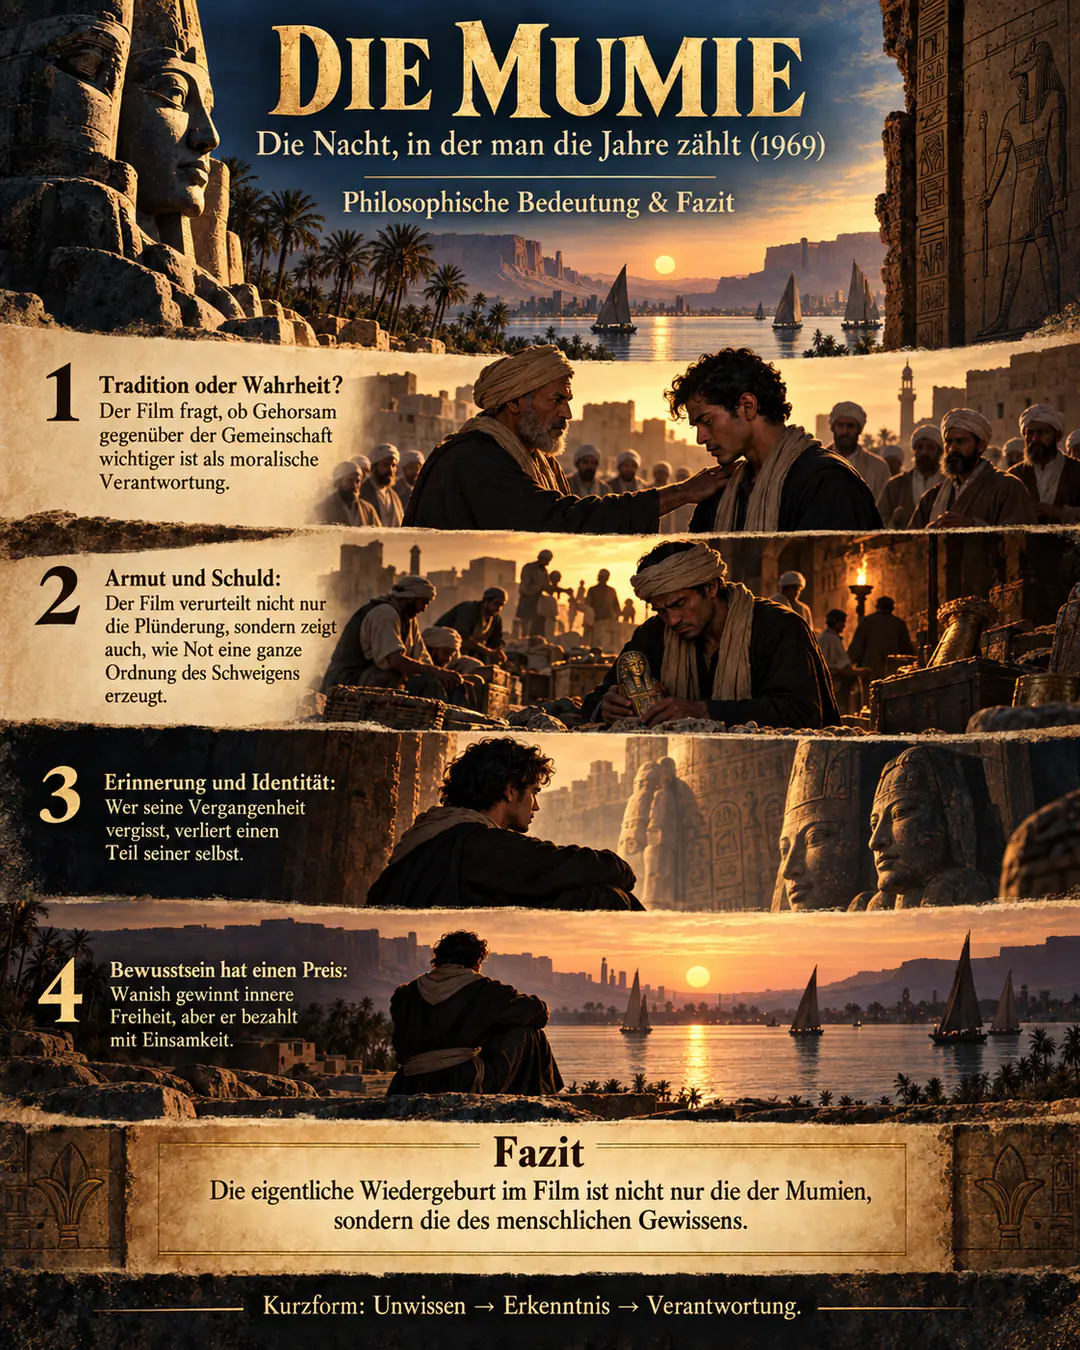 DIE MUMIE
Die Nacht, in der man die Jahre zählt (1969)
Philosophische Bedeutung & Fazit
1
Tradition oder Wahrheit?
Der Film fragt, ob Gehorsam
gegenüber der Gemeinschaft
wichtiger ist als moralische
Verantwortung.
2
Armut und Schuld:
Der Film verurteilt nicht nur
die Plünderung, sondern zeigt
auch, wie Not eine ganze
Ordnung des Schweigens
erzeugt.
3
Erinnerung und Identität:
Wer seine Vergangenheit
vergisst, verliert einen
Teil seiner selbst.
4
Bewusstsein hat einen Preis:
Wanish gewinnt innere
Freiheit, aber er bezahlt
mit Einsamkeit.
Fazit
Die eigentliche Wiedergeburt im Film ist nicht nur die der Mumien,
sondern die des menschlichen Gewissens.
Kurzform: Unwissen → Erkenntnis → Verantwortung.